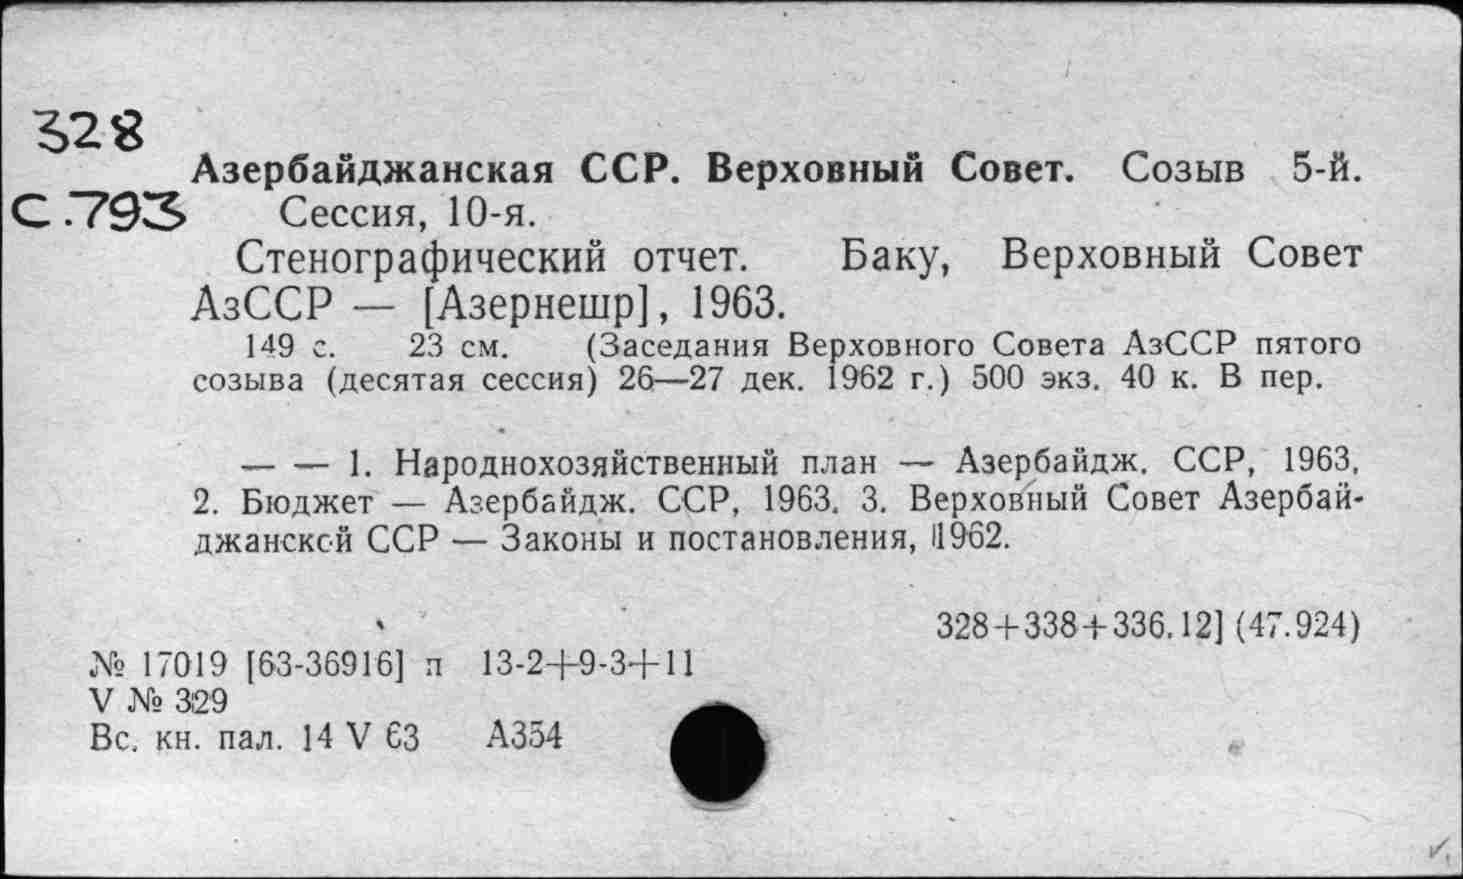 328
Азербайджанская ССР. Верховный Совет. Созыв 5-й.
С.793 Сессия, 10-я.
Стенографический отчет. Баку, Верховный Совет
АзССР — [Азернешр], 1963.
149 с. 23 см. (Заседания Верховного Совета АзССР пятого
созыва (десятая сессия) 26—27 дек. 1962 г.) 500 экз. 40 к. В пер.
— — 1. Народнохозяйственный план — Азербайдж. ССР, 1963,
2. Бюджет — Азербайдж. ССР, 1963. 3. Верховный Совет Азербай-
джанской ССР — Законы и постановления, 1962.
328+338+336.12] (47.924)
№ 17019 [63-36916] п 13-2+9-3+11
V № 329
Вс. кн. пал. 14 V 63 А354